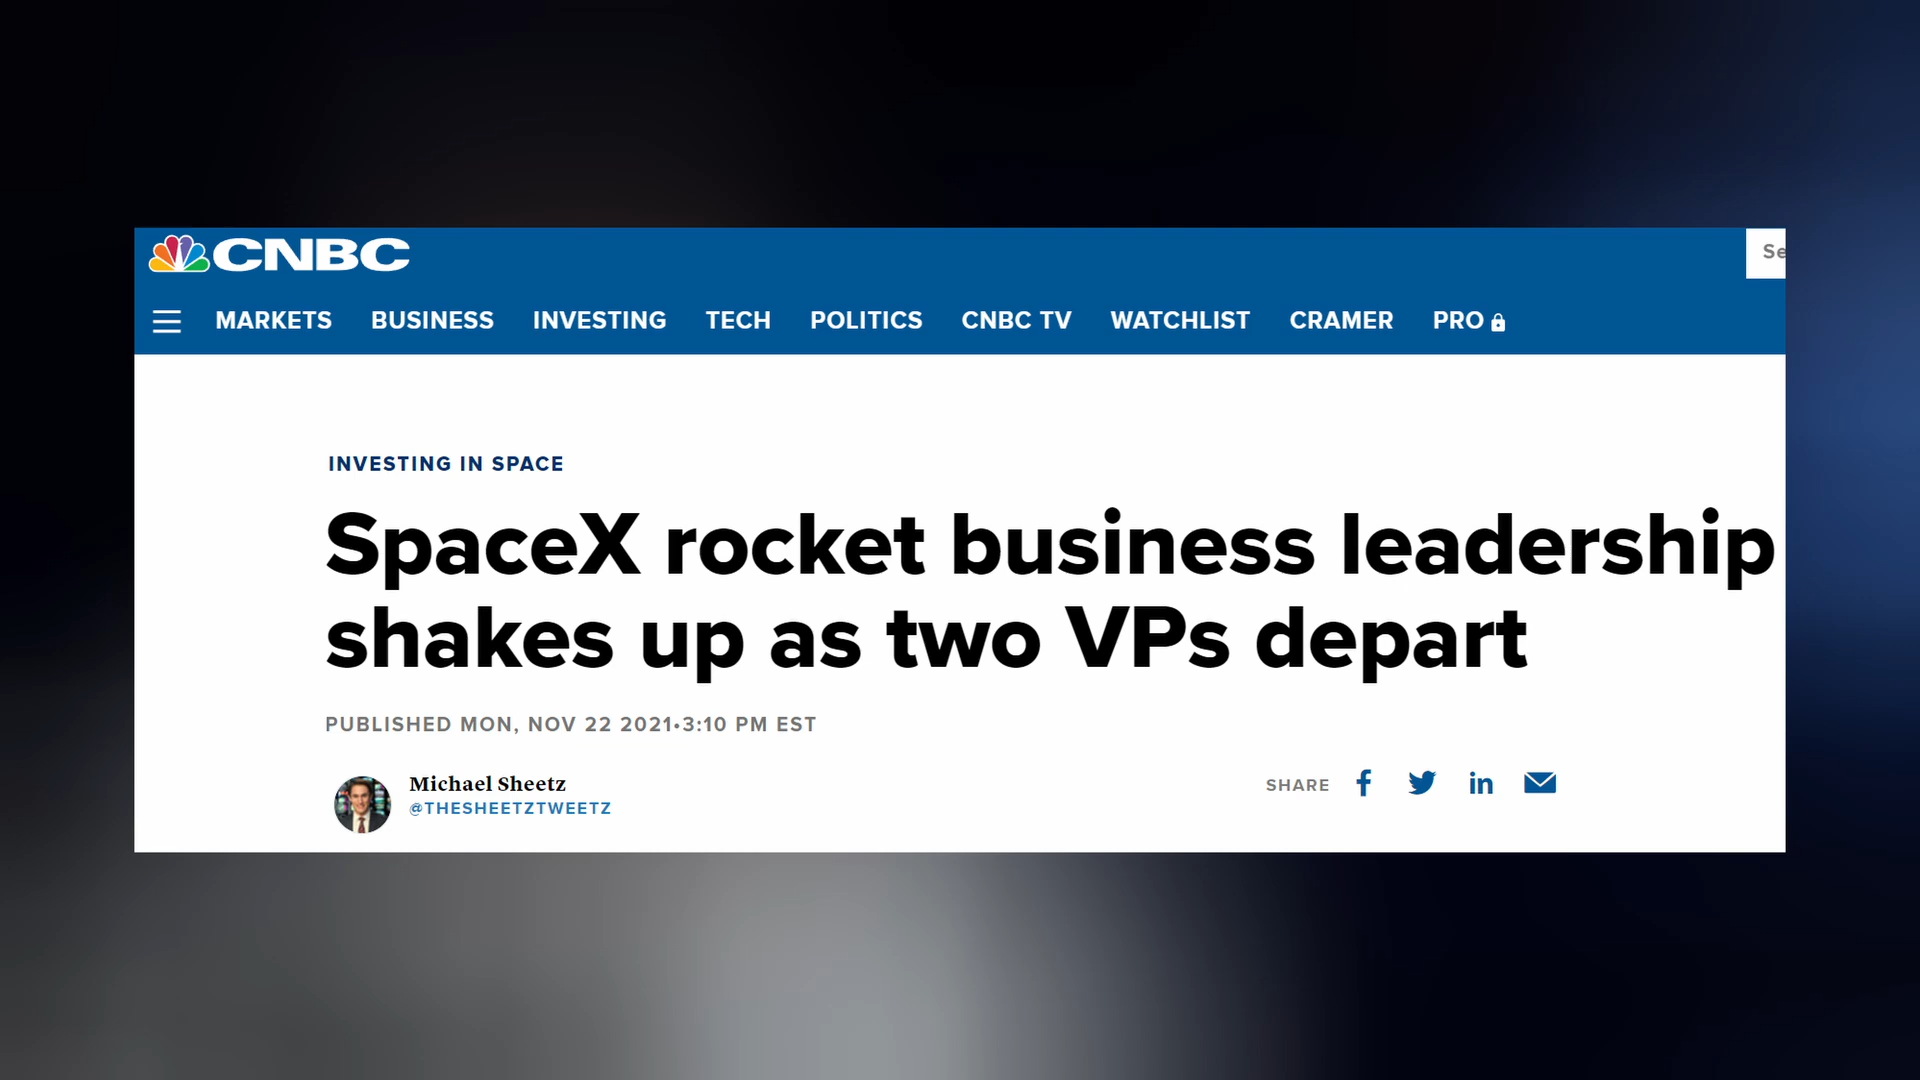 CNBC
Se
MARKETS BUSINESS INVESTING TECH POLITICS CNBC TV WATCHLIST CRAMER PRO
INVESTING IN SPACE
SpaceX rocket business leadership
shakes up as two VPs depart
PUBLISHED MON, NOV 22 2021•3:10 PM EST
Michael Sheetz
@THESHEETZTWEETZ
SHARE